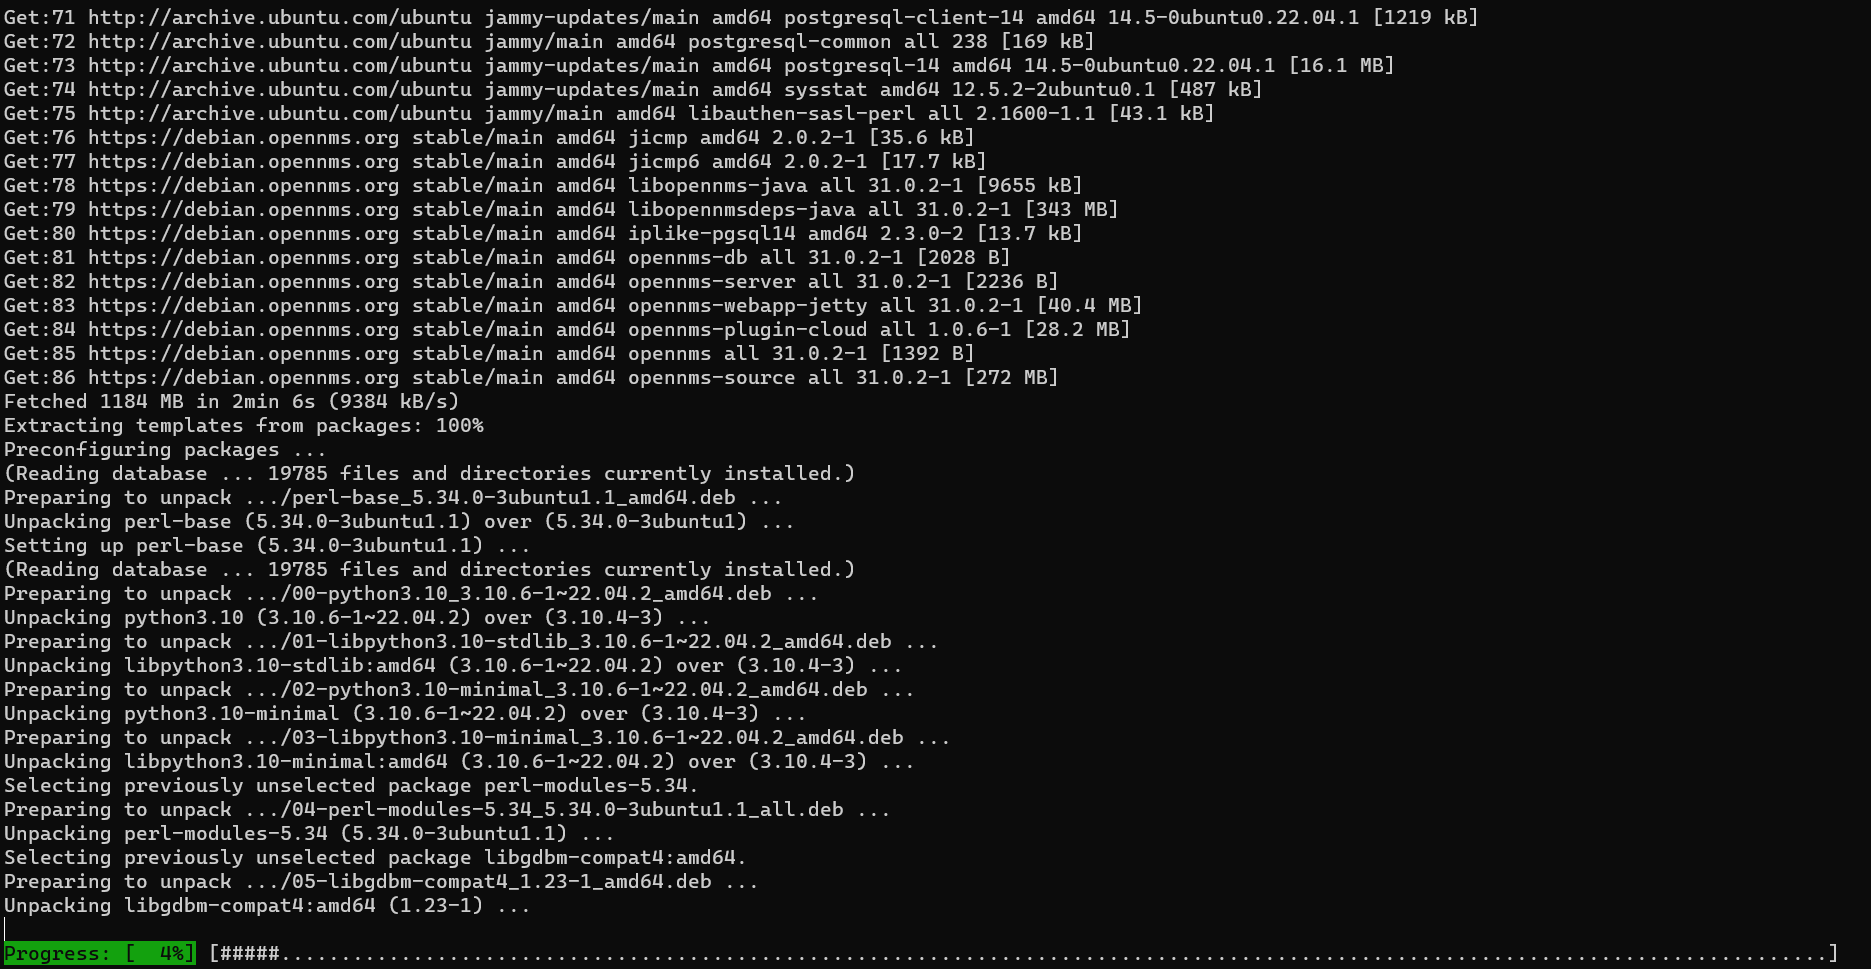 Get:71 http://archive.ubuntu.com/ubuntu jammy-updates/main amd64 postgresql-client-14 amd64 14.5-0ubuntu0.22.04.1 [1219 kB]
Get:72 http://archive.ubuntu.com/ubuntu jammy/main amd64 postgresql-common all 238 [169 kB]
Get:73 http://archive.ubuntu.com/ubuntu jammy-updates/main amd64 postgresql-14 amd64 14.5-0ubuntu0.22.04.1 [16.1 MB]
Get:74 http://archive.ubuntu.com/ubuntu jammy-updates/main amd64 sysstat amd64 12.5.2-2ubuntu0.1 [487 kB]
Get:75 http://archive.ubuntu.com/ubuntu jammy/main amd64 libauthen-sasl-perl all 2.1600-1.1 [43.1 kB]
Get:76 https://debian.opennms.org stable/main amd64 jicmp amd64 2.0.2-1 [35.6 kB]
Get:77 https://debian.opennms.org stable/main amd64 jicmp6 amd64 2.0.2-1 [17.7 kB]
Get:78 https://debian.opennms.org stable/main amd64 libopennms-java all 31.0.2-1 [9655 kB]
Get:79 https://debian.opennms.org stable/main amd64 libopennmsdeps-java all 31.0.2-1 [343 MB]
Get:80 https://debian.opennms.org stable/main amd64 iplike-pgsql14 amd64 2.3.0-2 [13.7 kB]
Get:81 https://debian.opennms.org stable/main amd64 opennms-db all 31.0.2-1 [2028 B]
Get:82 https://debian.opennms.org stable/main amd64 opennms-server all 31.0.2-1 [2236 B]
Get:83 https://debian.opennms.org stable/main amd64 opennms-webapp-jetty all 31.0.2-1 [40.4 MB]
Get:84 https://debian.opennms.org stable/main amd64 opennms-plugin-cloud all 1.0.6-1 [28.2 MB]
Get:85 https://debian.opennms.org stable/main amd64 opennms all 31.0.2-1 [1392 B]
Get:86 https://debian.opennms.org stable/main amd64 opennms-source all 31.0.2-1 [272 MB]
Fetched 1184 MB in 2min 6s (9384 kB/s)
Extracting templates from packages: 100%
Preconfiguring packages ...
(Reading database ... 19785 files and directories currently installed.)
Preparing to unpack .../perl-base_5.34.0-3ubuntu1.1_amd64.deb ...
Unpacking perl-base (5.34.0-3ubuntu1.1) over (5.34.0-3ubuntu1) ...
Setting up perl-base (5.34.0-3ubuntu1.1) ...
(Reading database ... 19785 files and directories currently installed.)
Preparing to unpack .../00-python3.10_3.10.6-1~22.04.2_amd64.deb ...
Unpacking python3.10 (3.10.6-1~22.04.2) over (3.10.4-3) ...
Preparing to unpack .../01-libpython3.10-stdlib_3.10.6-1~22.04.2_amd64.deb ...
Unpacking libpython3.10-stdlib:amd64 (3.10.6-1~22.04.2) over (3.10.4-3) ...
Preparing to unpack .../02-python3.10-minimal_3.10.6-1~22.04.2_amd64.deb ...
Unpacking python3.10-minimal (3.10.6-1~22.04.2) over (3.10.4-3) ...
Preparing to unpack .../03-libpython3.10-minimal_3.10.6-1~22.04.2_amd64.deb ...
Unpacking libpython3.10-minimal:amd64 (3.10.6-1~22.04.2) over (3.10.4-3) ...
Selecting previously unselected package perl-modules-5.34.
Preparing to unpack .../04-perl-modules-5.34_5.34.0-3ubuntu1.1_all.deb ...
Unpacking perl-modules-5.34 (5.34.0-3ubuntu1.1) ...
Selecting previously unselected package libgdbm-compat4:amd64.
Preparing to unpack .../05-libgdbm-compat4_1.23-1_amd64.deb ...
Unpacking libgdbm-compat4:amd64 (1.23-1) ...
Progress: [  4%] [#####.................................................................................................................................]